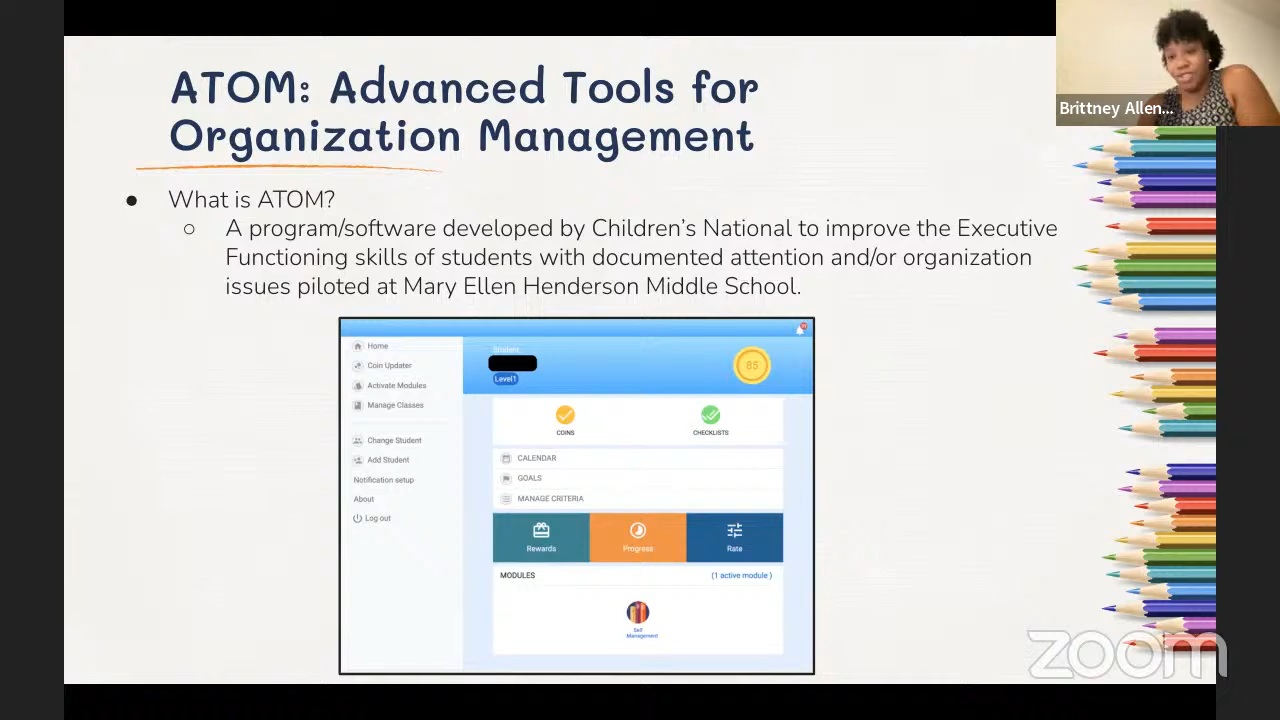 ATOM: Advanced Tools for
Organization Management
Brittney Allen...
● What is ATOM?
○ A program/software developed by Children's National to improve the Executive
Functioning skills of students with documented attention and/or organization
issues piloted at Mary Ellen Henderson Middle School.
Home
Coin Updater
Activate Modules
Manage Classes
Change Student
Add Student
Notification setup
About
Log out
Student
Level1
85
COINS
CHECKLISTS
CALENDAR
GOALS
MANAGE CRITERIA
Rewards
Progress
Rate
MODULES
(1 active module )
Self
Management
zoom